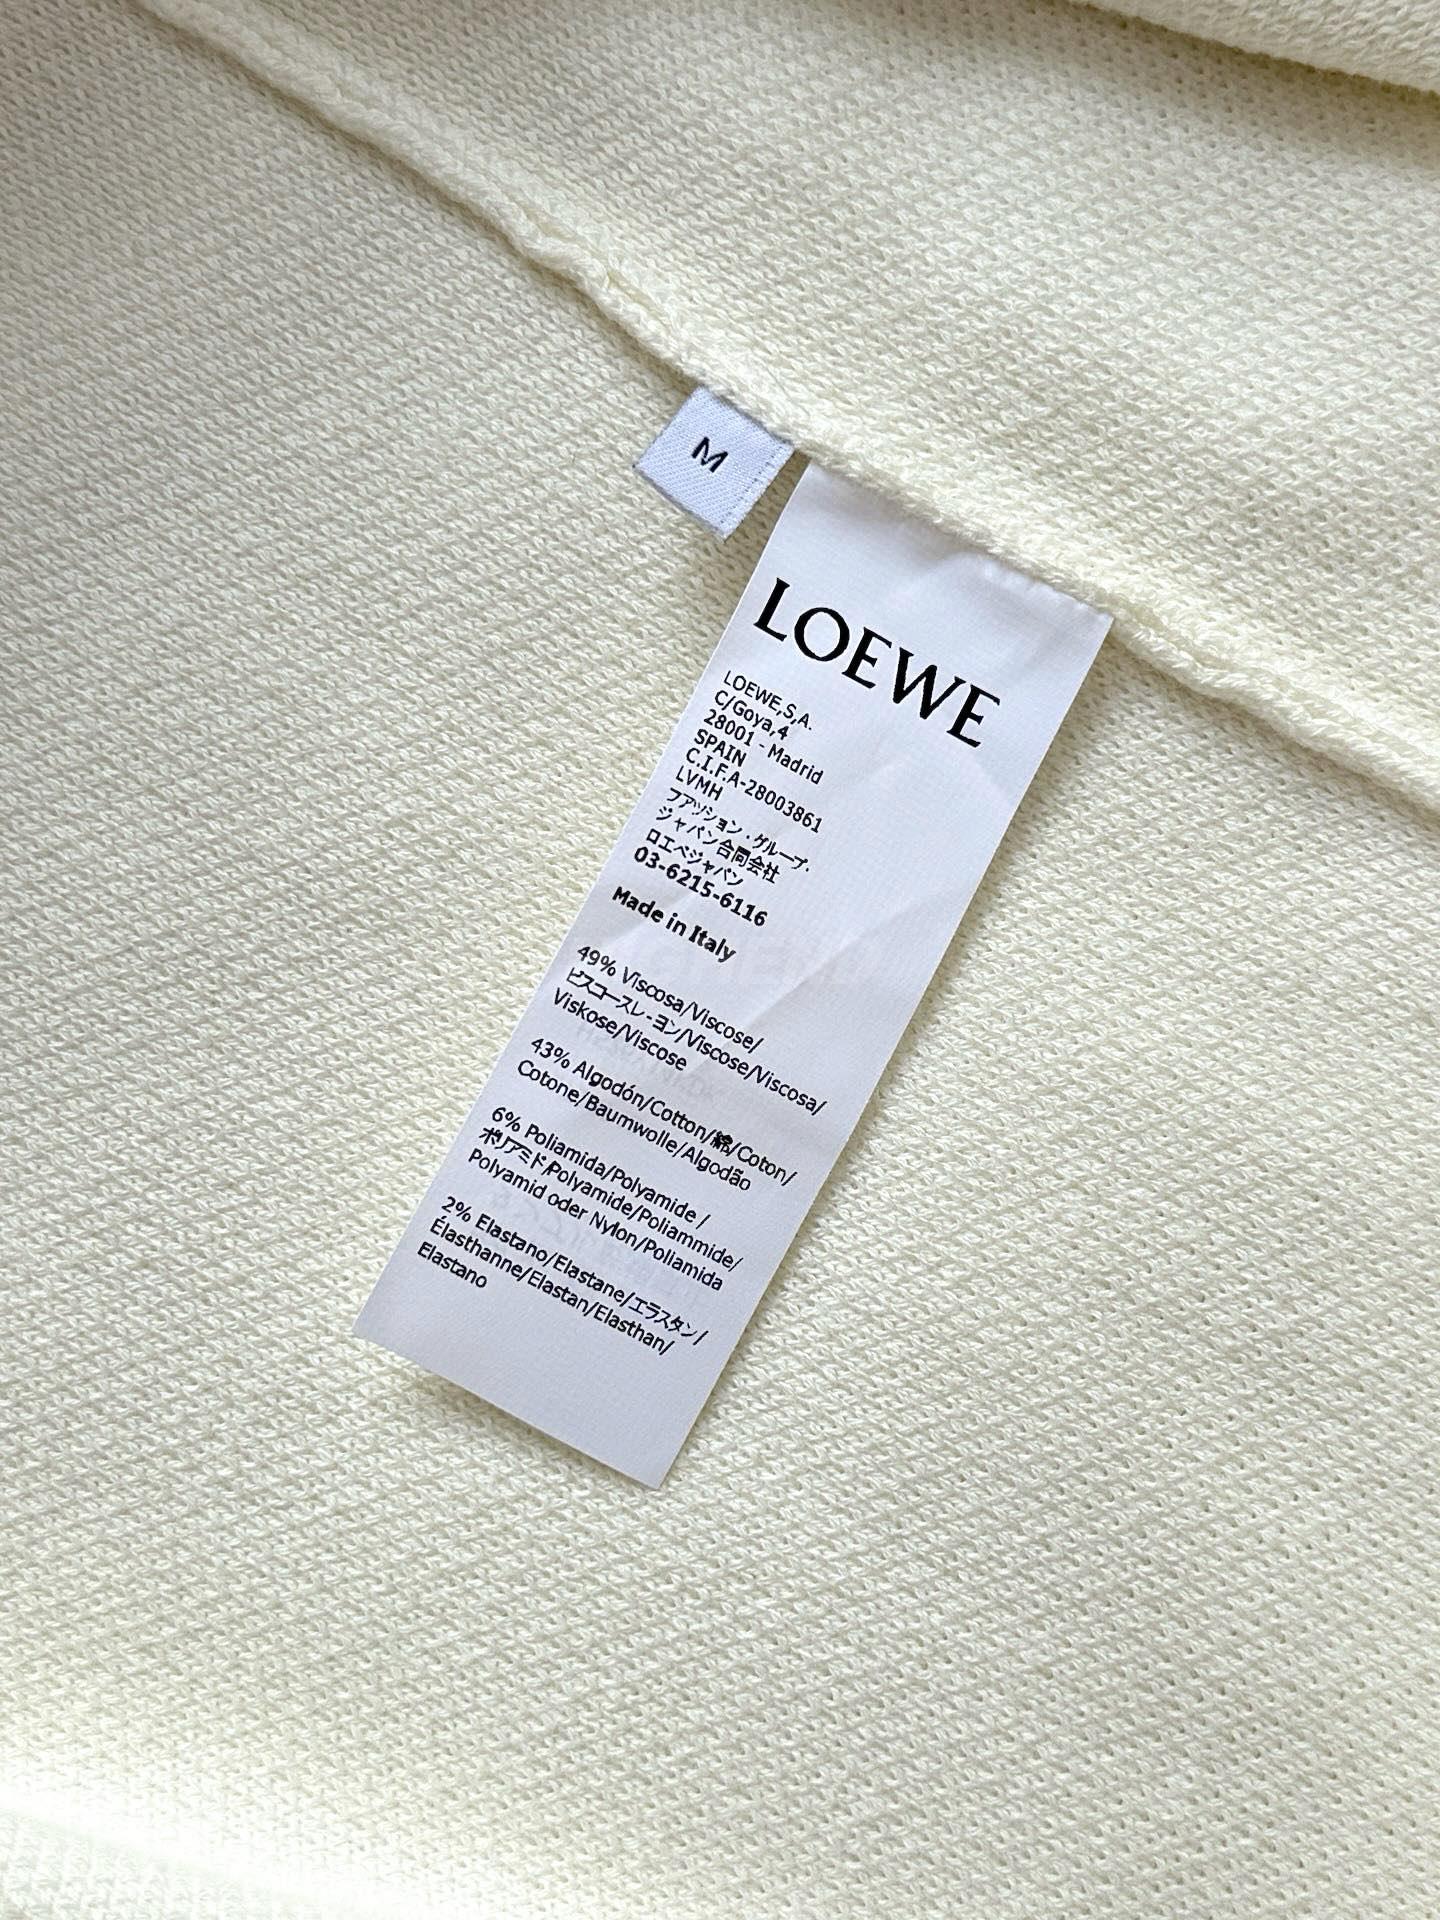 M
LOEWE
LOEWE,S,A.
C/Goya,4
28001 - Madrid
SPAIN
C.I.F.A-28003861
LVMH
ファッション・グループ.
ジャパン合同会社
ロエベジャパン
03-6215-6116
Made in Italy
49% Viscosa/Viscose/
ビスコースレ-ヨン/Viscose/Viscosa/
Viskose/Viscose
43% Algodón/Cotton/綿/Coton/
Cotone/Baumwolle/Algodão
6% Poliamida/Polyamide /
ポリアミド/Polyamide/Poliammide/
Polyamid oder Nylon/Poliamida
2% Elastano/Elastane/エラスタン/
Élasthanne/Elastan/Elasthan/
Elastano